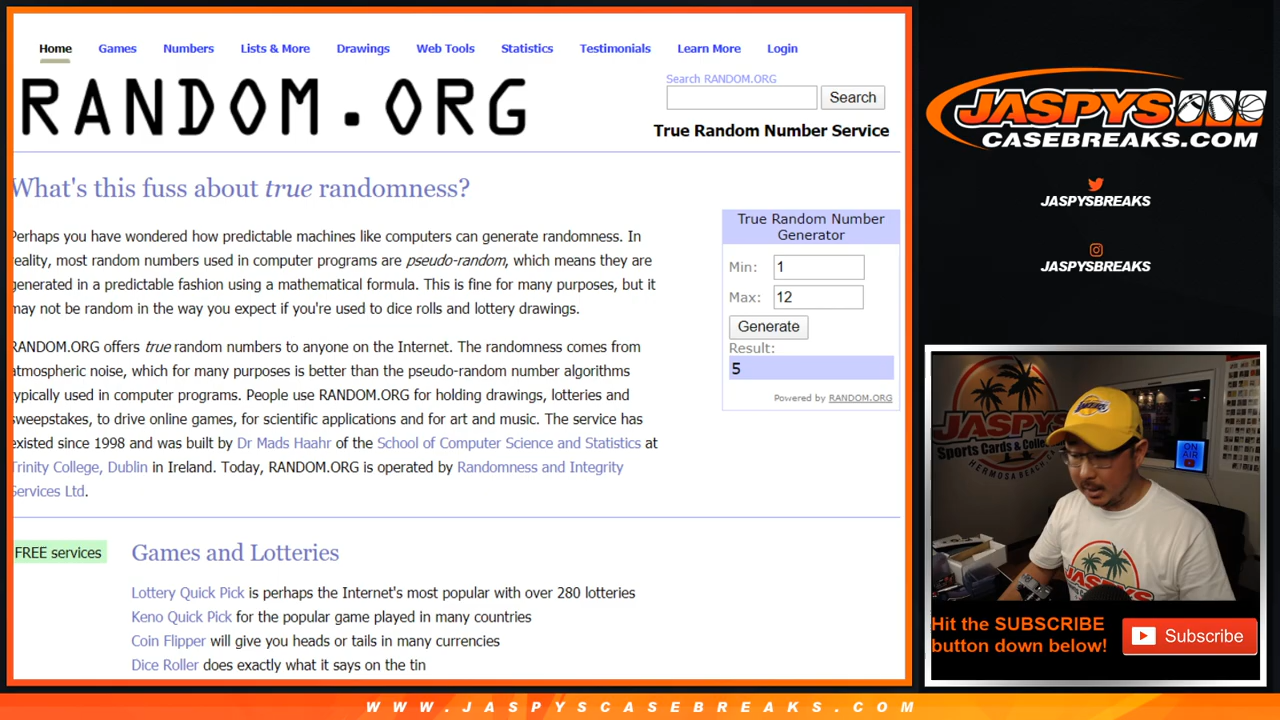 Home Games Numbers Lists & More Drawings Web Tools Statistics Testimonials Learn More Login
RANDOM.ORG
Search RANDOM.ORG
Search
True Random Number Service
What's this fuss about true randomness?
Perhaps you have wondered how predictable machines like computers can generate randomness. In
reality, most random numbers used in computer programs are pseudo-random, which means they are
generated in a predictable fashion using a mathematical formula. This is fine for many purposes, but it
may not be random in the way you expect if you're used to dice rolls and lottery drawings.
RANDOM.ORG offers true random numbers to anyone on the Internet. The randomness comes from
atmospheric noise, which for many purposes is better than the pseudo-random number algorithms
typically used in computer programs. People use RANDOM.ORG for holding drawings, lotteries and
sweepstakes, to drive online games, for scientific applications and for art and music. The service has
existed since 1998 and was built by Dr Mads Haahr of the School of Computer Science and Statistics at
Trinity College, Dublin in Ireland. Today, RANDOM.ORG is operated by Randomness and Integrity
Services Ltd.
True Random Number
Generator
Min: 1
Max: 12
Generate
Result:
5
Powered by RANDOM.ORG
FREE services
Games and Lotteries
Lottery Quick Pick is perhaps the Internet's most popular with over 280 lotteries
Keno Quick Pick for the popular game played in many countries
Coin Flipper will give you heads or tails in many currencies
Dice Roller does exactly what it says on the tin
JASPYS
CASEBREAKS.COM
JASPYSBREAKS
JASPYSBREAKS
JASPYS
Sports Cards & Colle
HERMOSA BEACH,
ON
AIR
LAKERS
JASPYS
Hit the SUBSCRIBE
button down below!
Subscribe
WWW.JASPYSCASEBREAKS.COM